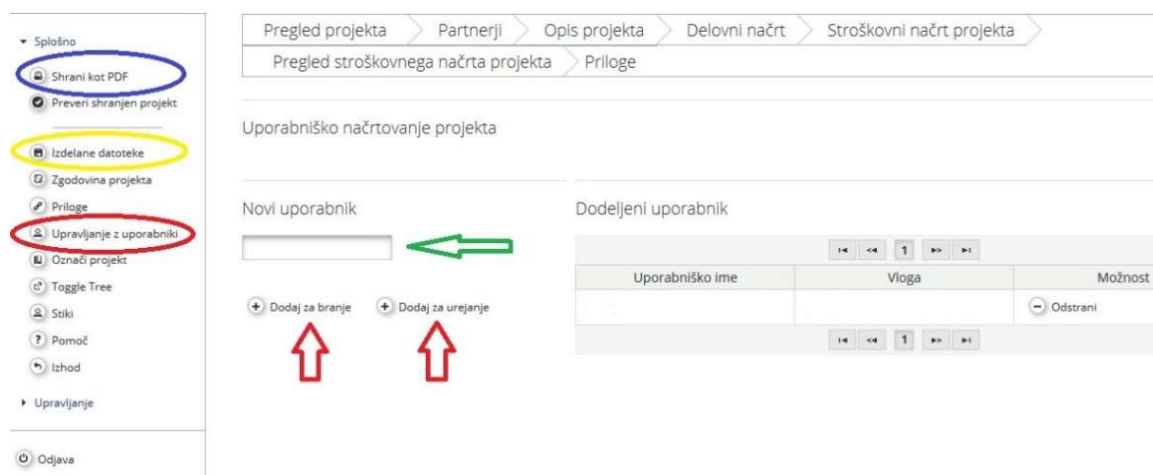 Splošno
Shrani kot PDF
Preveri shranjen projekt
Izdelane datoteke
Zgodovina projekta
Priloge
Upravljanje z uporabniki
Označi projekt
Toggle Tree
Stiki
Pomoč
Izhod
Upravljanje
Odjava
Pregled projekta Partnerji Opis projekta Delovni načrt Stroškovni načrt projekta
Pregled stroškovnega načrta projekta Priloge
Uporabniško načrtovanje projekta
Novi uporabnik
Dodaj za branje Dodaj za urejanje
Dodeljeni uporabnik
1
Uporabniško ime Vloga Možnost
Odstrani
1